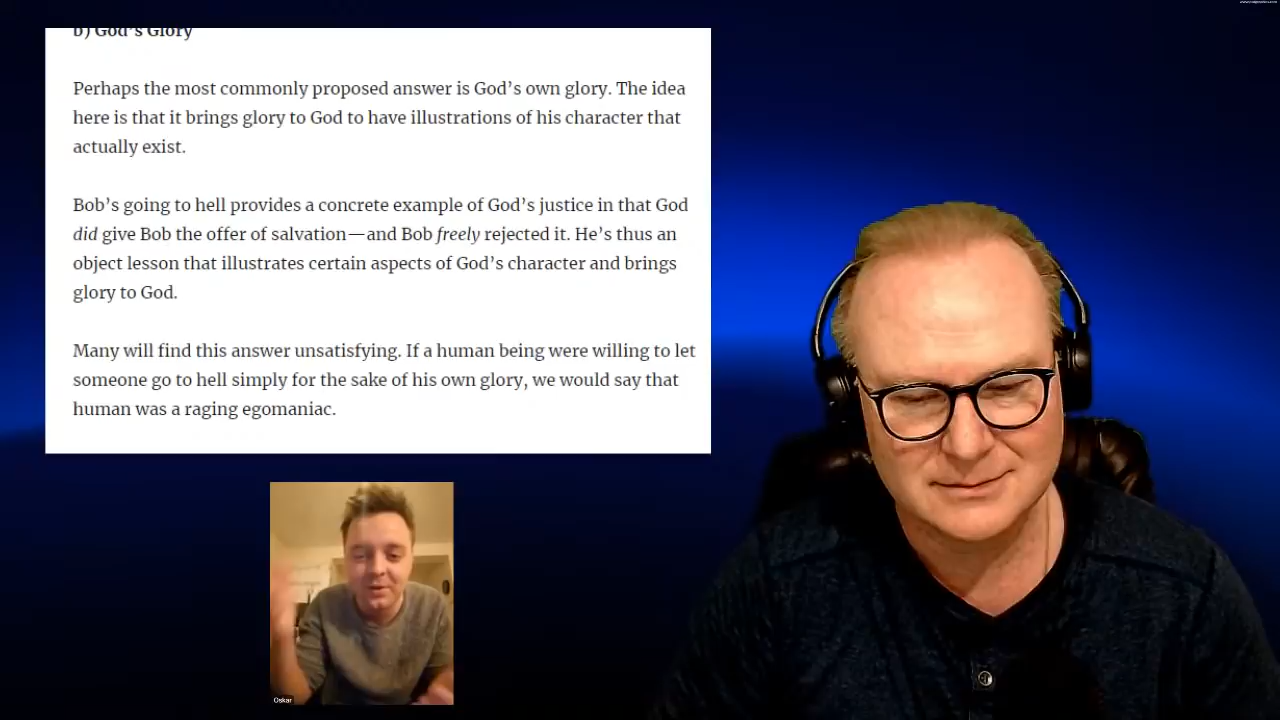 b) God's Glory
Perhaps the most commonly proposed answer is God's own glory. The idea
here is that it brings glory to God to have illustrations of his character that
actually exist.
Bob's going to hell provides a concrete example of God's justice in that God
did give Bob the offer of salvation—and Bob freely rejected it. He's thus an
object lesson that illustrates certain aspects of God's character and brings
glory to God.
Many will find this answer unsatisfying. If a human being were willing to let
someone go to hell simply for the sake of his own glory, we would say that
human was a raging egomaniac.
Oskar